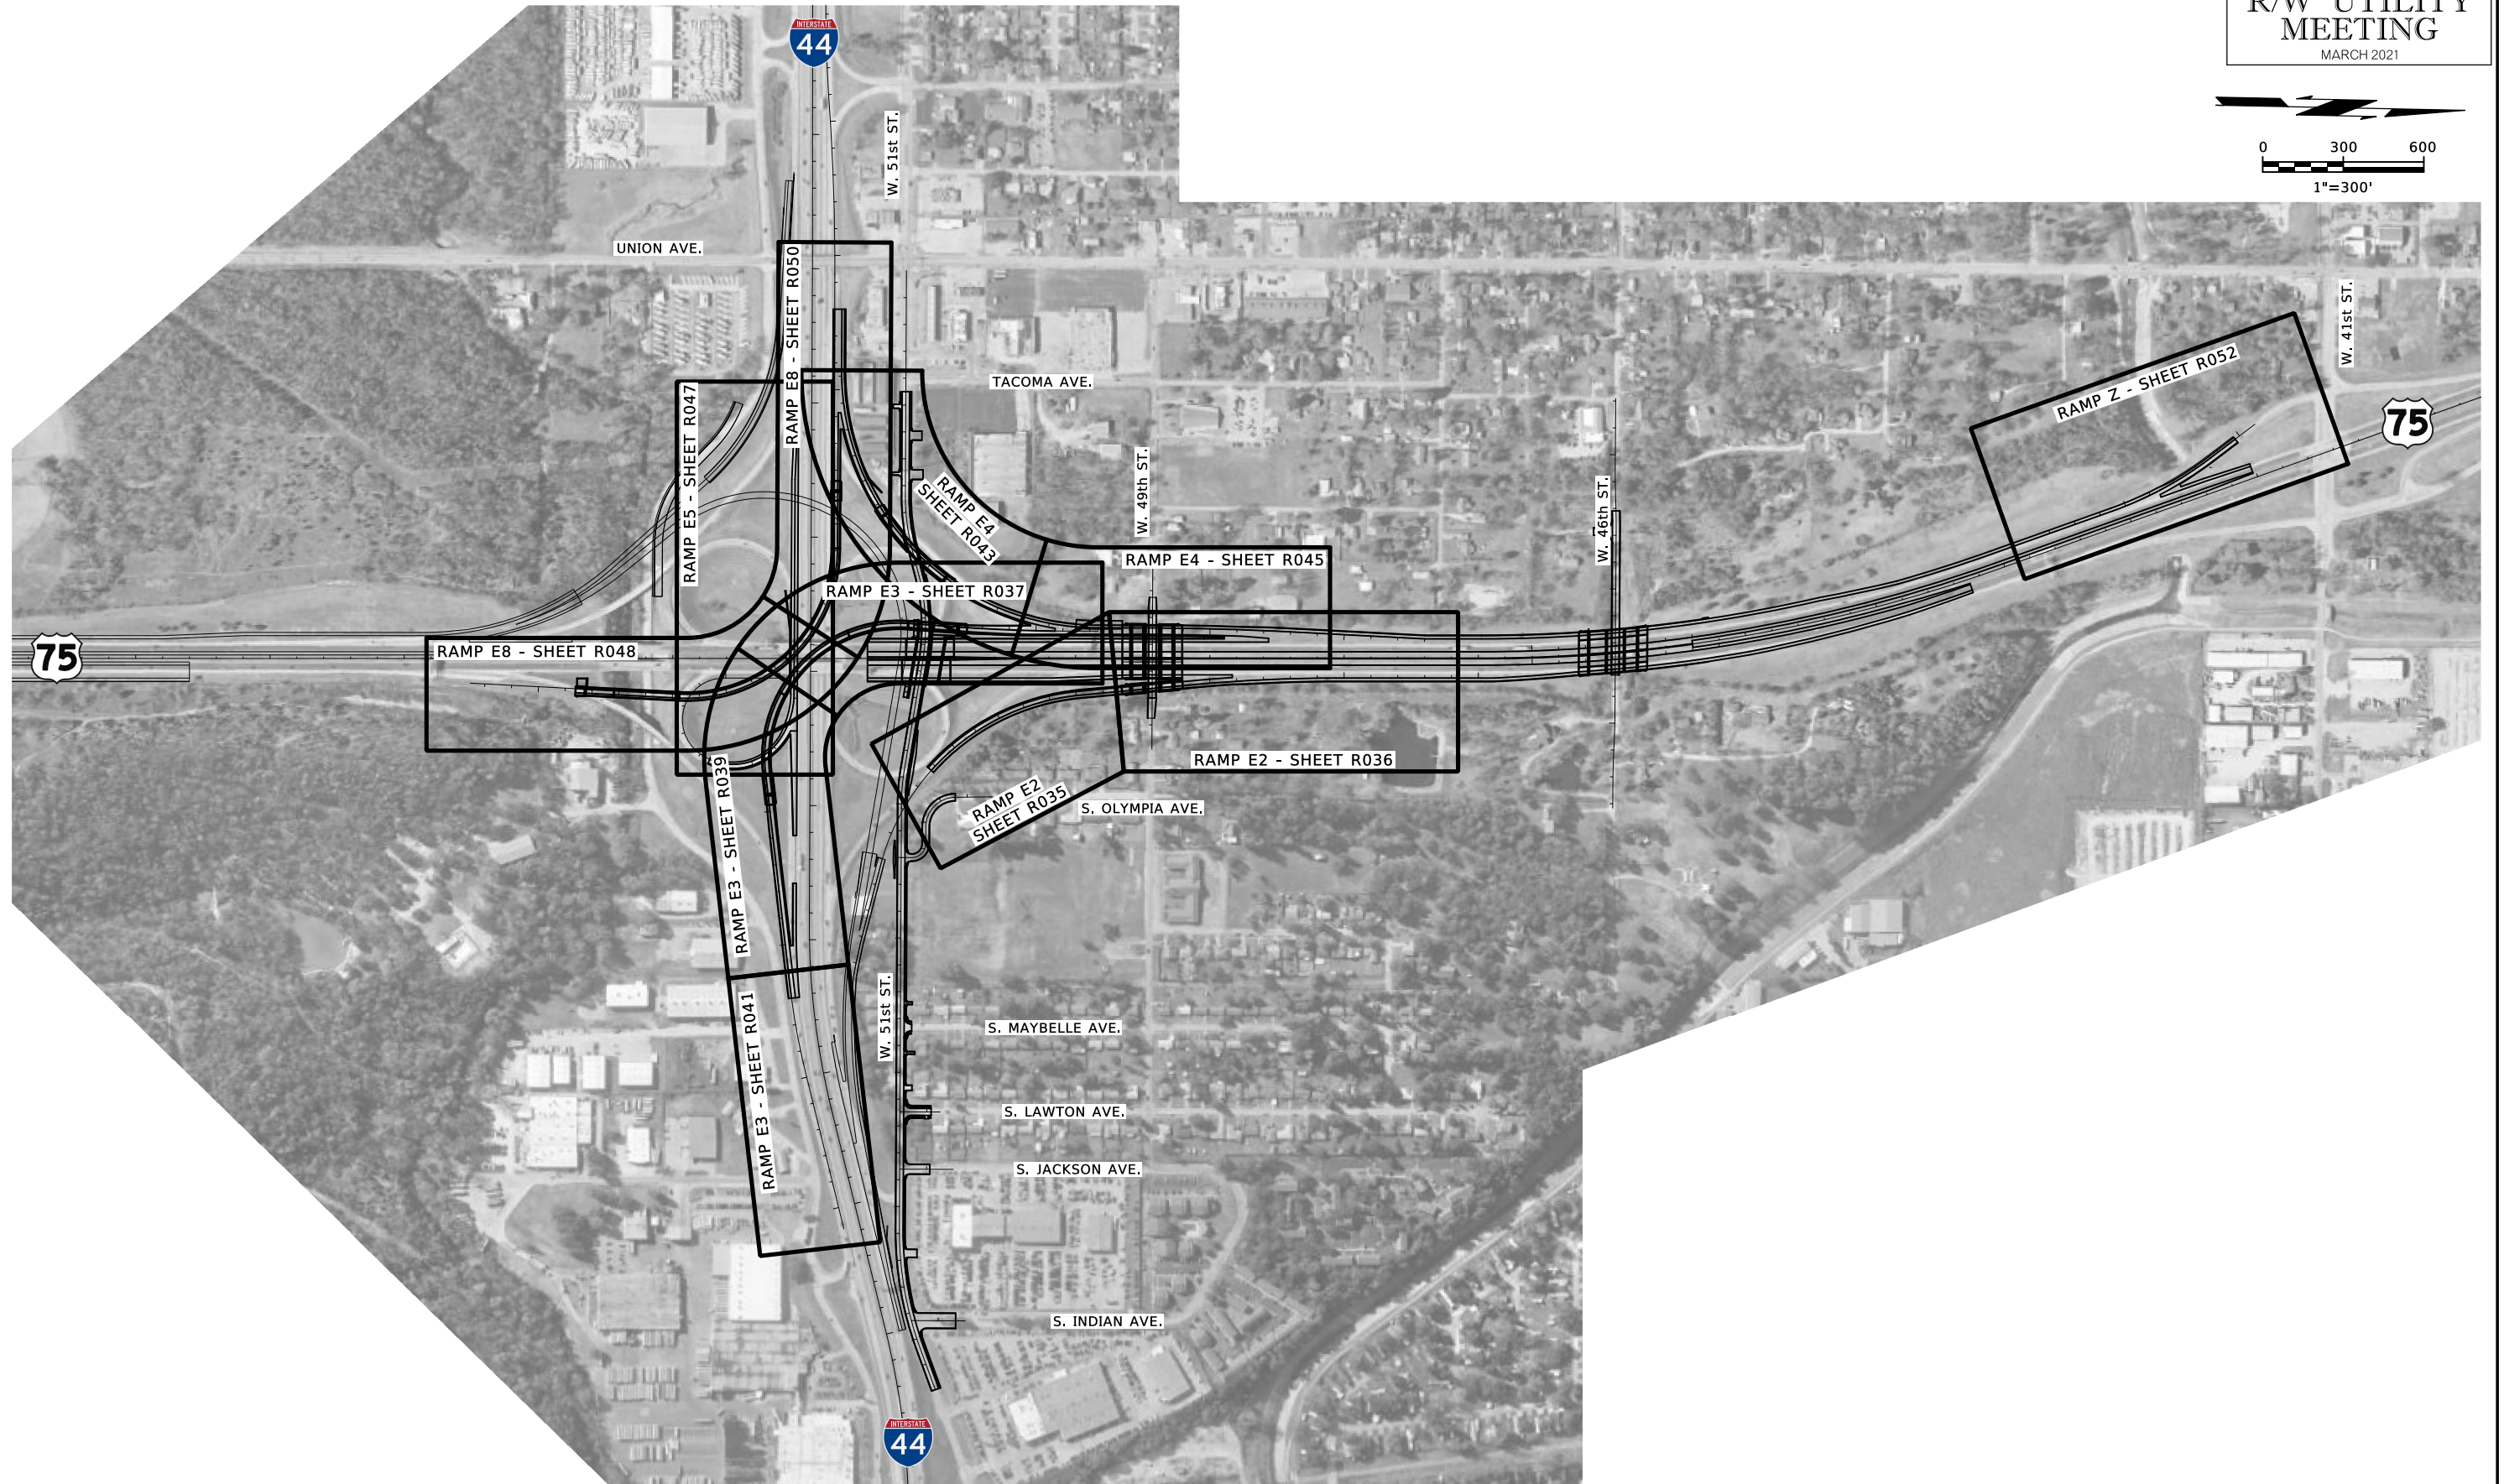 R/W UTILITY
MEETING
MARCH 2021
0 300 600
1"=300'
INTERSTATE
44
W. 51st ST.
UNION AVE.
RAMP E8 - SHEET R050
RAMP E5 - SHEET R047
TACOMA AVE.
W. 41st ST.
RAMP Z - SHEET R052
75
W. 49th ST.
W. 46th ST.
RAMP E4
SHEET R043
RAMP E4 - SHEET R045
RAMP E3 - SHEET R037
75
RAMP E8 - SHEET R048
RAMP E2 - SHEET R036
RAMP E2
SHEET R035
S. OLYMPIA AVE.
RAMP E3 - SHEET R039
W. 51st ST.
S. MAYBELLE AVE.
RAMP E3 - SHEET R041
S. LAWTON AVE.
S. JACKSON AVE.
S. INDIAN AVE.
INTERSTATE
44